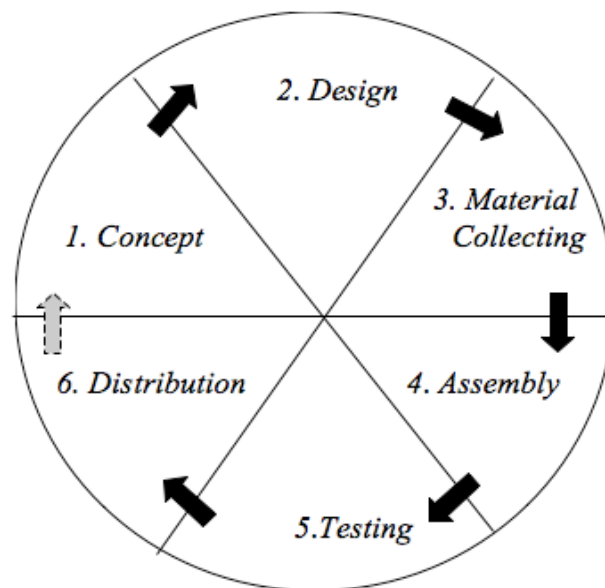 1. Concept
2. Design
3. Material
Collecting
4. Assembly
5.Testing
6. Distribution